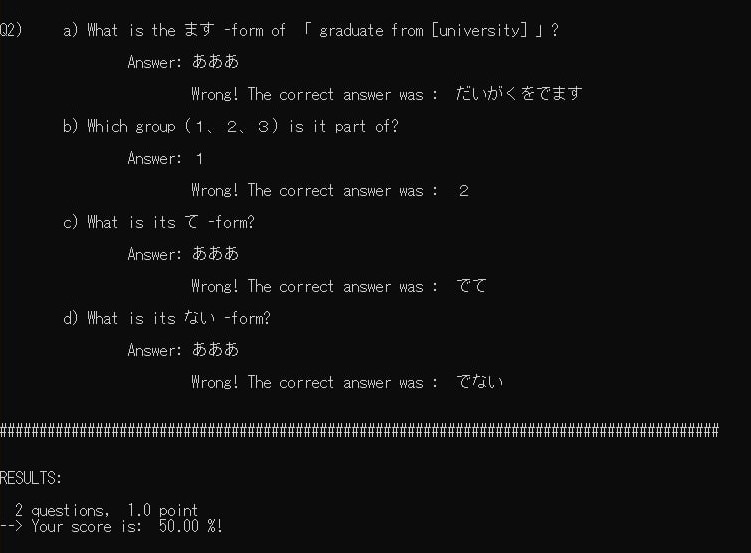 Q2) a) What is the ます -form of 「 graduate from [university] 」?
Answer: あああ
Wrong! The correct answer was : だいがくをでます
b) Which group (１、２、３) is it part of?
Answer: １
Wrong! The correct answer was : ２
c) What is its て -form?
Answer: あああ
Wrong! The correct answer was : でて
d) What is its ない -form?
Answer: あああ
Wrong! The correct answer was : でない
##########################################################################################
RESULTS:
2 questions, 1.0 point
--> Your score is: 50.00 %!